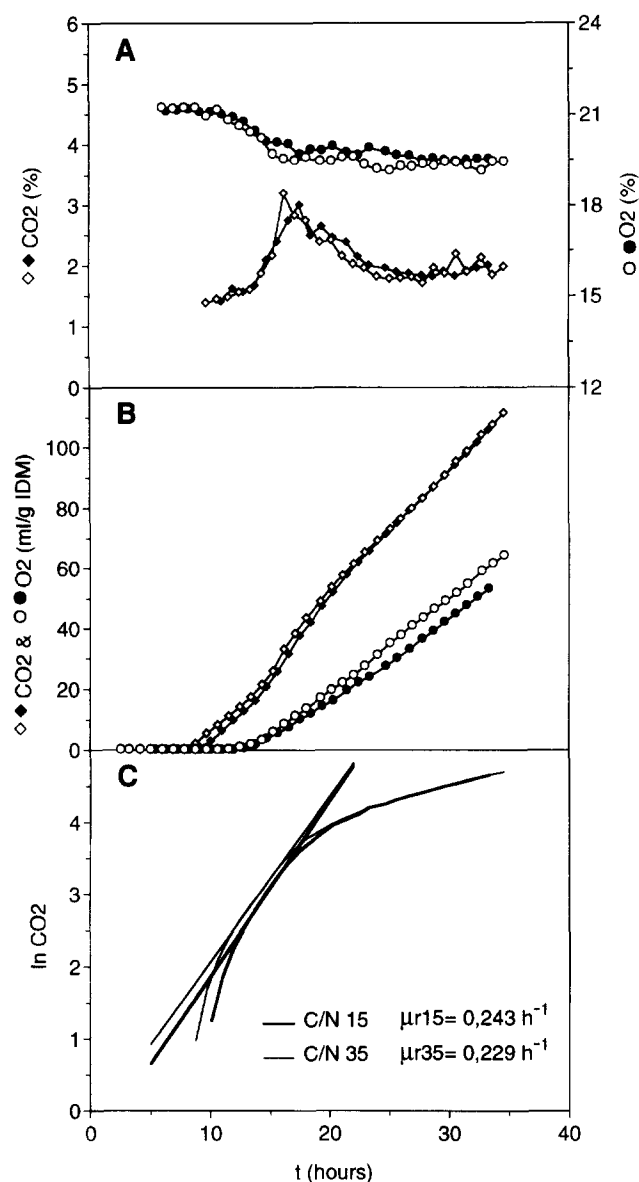 A
6
5
4
3
2
1
0
◇◆ CO2 (%)
24
21
18
15
12
○● O2 (%)
B
100
80
60
40
20
0
◇◆ CO2 & ○● O2 (ml/g IDM)
C
4
3
2
1
0
ln CO2
C/N 15 μr15= 0,243 h⁻¹
C/N 35 μr35= 0,229 h⁻¹
0 10 20 30 40
t (hours)